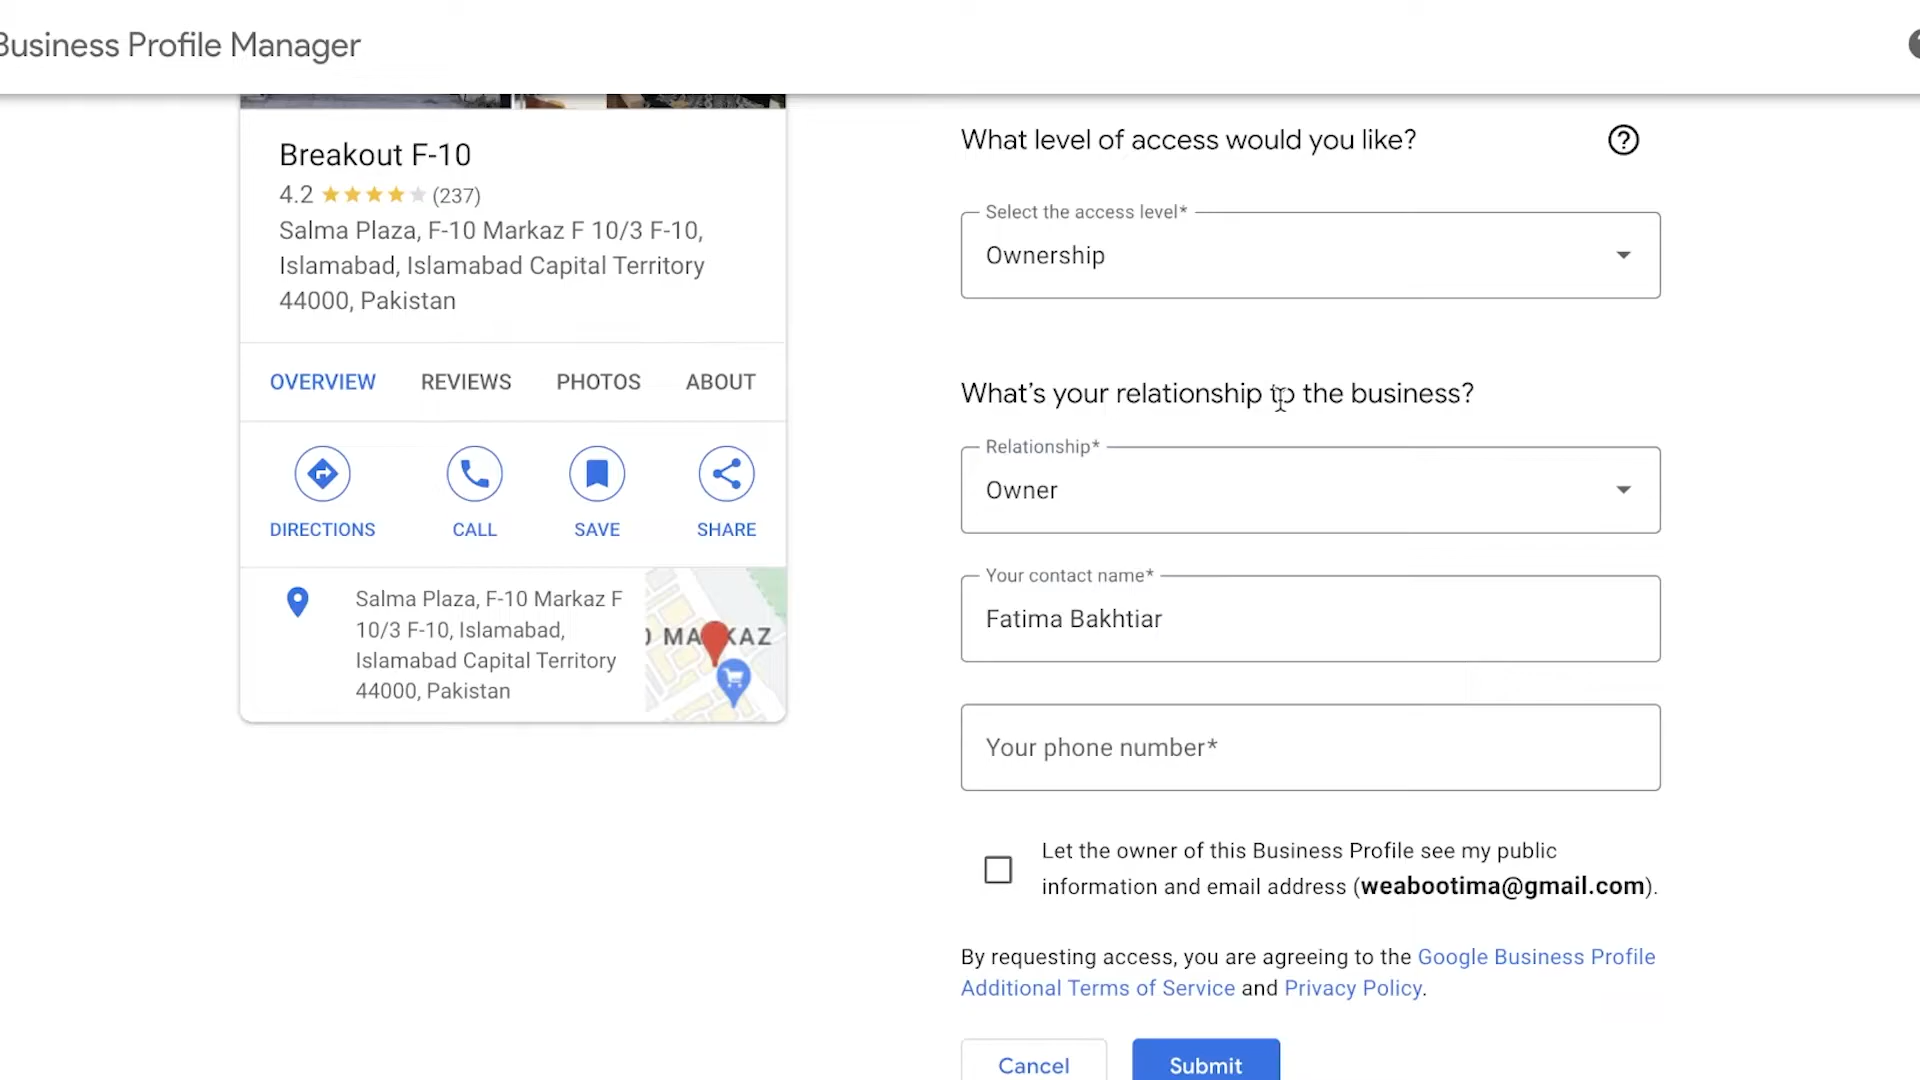 Business Profile Manager
Breakout F-10
4.2 (237)
Salma Plaza, F-10 Markaz F 10/3 F-10,
Islamabad, Islamabad Capital Territory
44000, Pakistan
OVERVIEW REVIEWS PHOTOS ABOUT
DIRECTIONS CALL SAVE SHARE
Salma Plaza, F-10 Markaz F
10/3 F-10, Islamabad,
Islamabad Capital Territory
44000, Pakistan
What level of access would you like?
Select the access level*
Ownership
What's your relationship to the business?
Relationship*
Owner
Your contact name*
Fatima Bakhtiar
Your phone number*
Let the owner of this Business Profile see my public
information and email address (weabootima@gmail.com).
By requesting access, you are agreeing to the Google Business Profile
Additional Terms of Service and Privacy Policy.
Cancel Submit